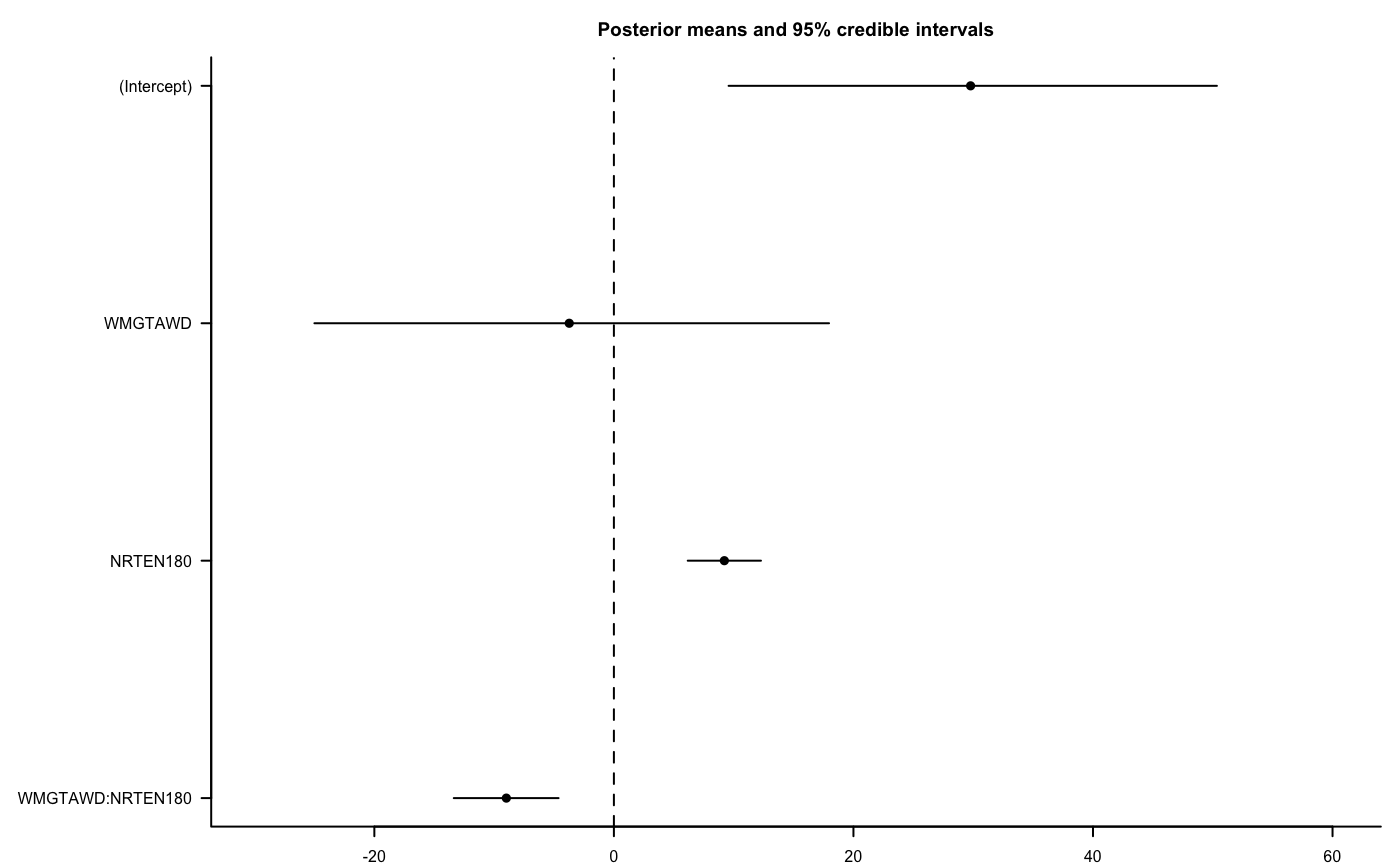 Posterior means and 95% credible intervals
(Intercept)
WMGTAWD
NRTEN180
WMGTAWD:NRTEN180
-20 0 20 40 60